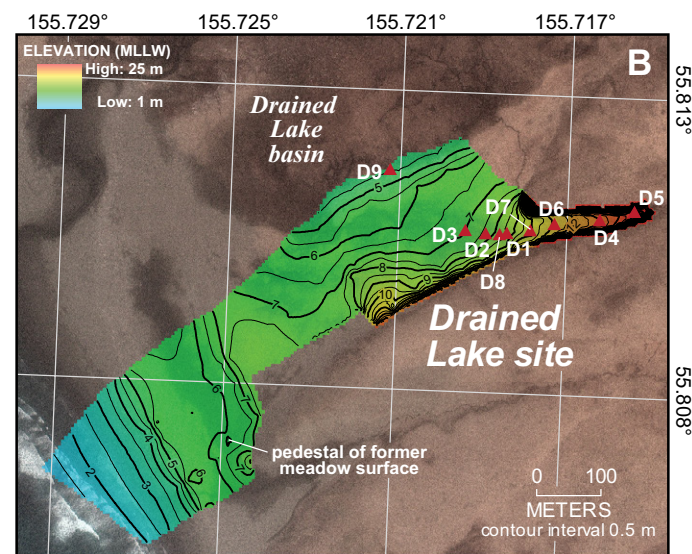 155.729° 155.725° 155.721° 155.717°
ELEVATION (MLLW)
High: 25 m
Low: 1 m
B
55.813°
Drained
Lake
basin
D9
5
D7
D6
D5
7
D3
D2
D1
D4
12
D8
6
8
9
10
7
Drained
Lake site
6
7
55.808°
4
5
6
2
3
pedestal of former
meadow surface
0 100
METERS
contour interval 0.5 m